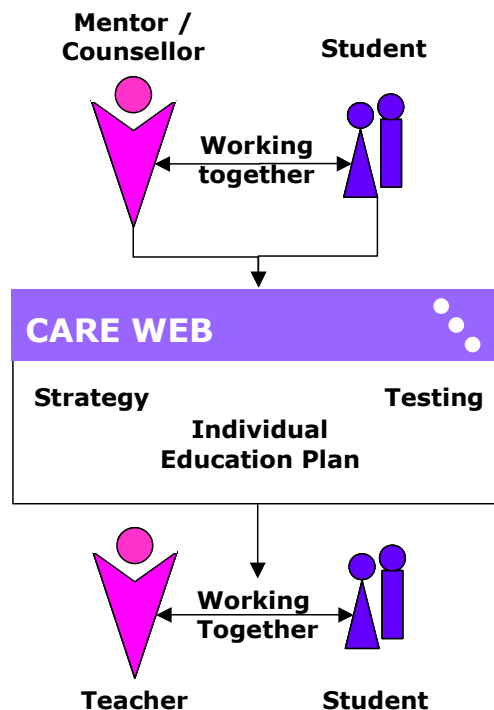 Mentor /
Counsellor
Student
Working
together
CARE WEB
Strategy
Testing
Individual
Education Plan
Working
Together
Teacher
Student